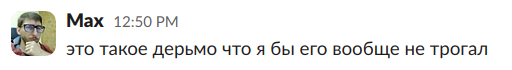 Max 12:50 PM
это такое дерьмо что я бы его вообще не трогал